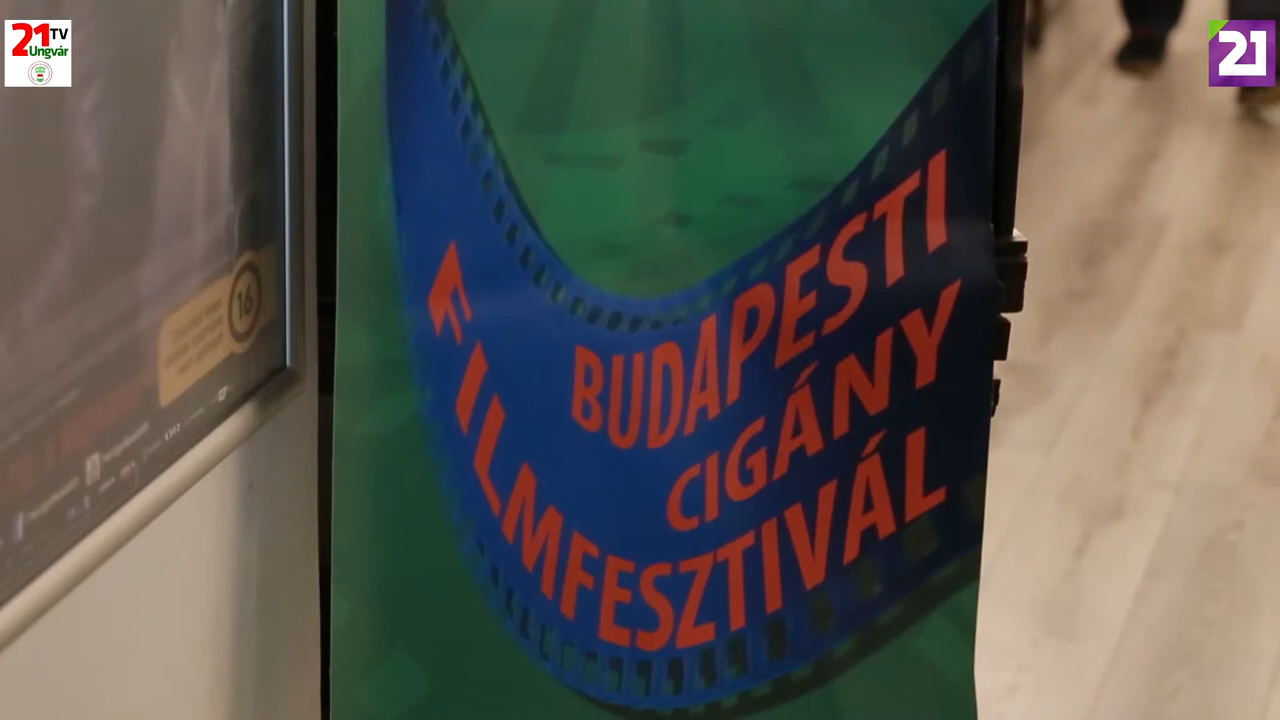 21 TV
Ungvár
21
16
BUDAPESTI
CIGÁNY
FILMFESZTIVÁL